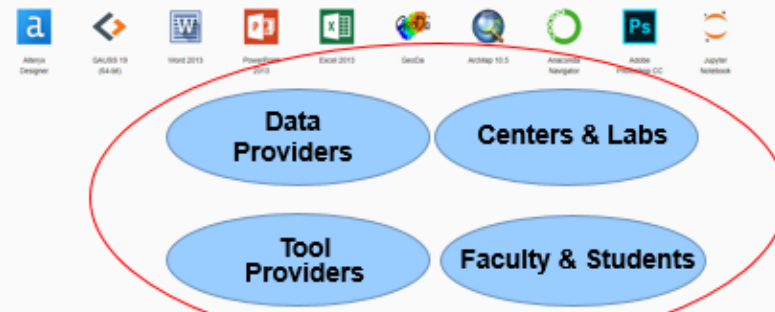 a
W
P
X
Ps
Alteryx GAUSS 19 Word 2013 PowerPoint Excel 2013 GeoDa ArcMap 10.5 Anaconda Adobe Jupyter
Designer (64-bit) 2013 Navigator Photoshop CC Notebook
Data
Providers
Centers & Labs
Tool
Providers
Faculty & Students